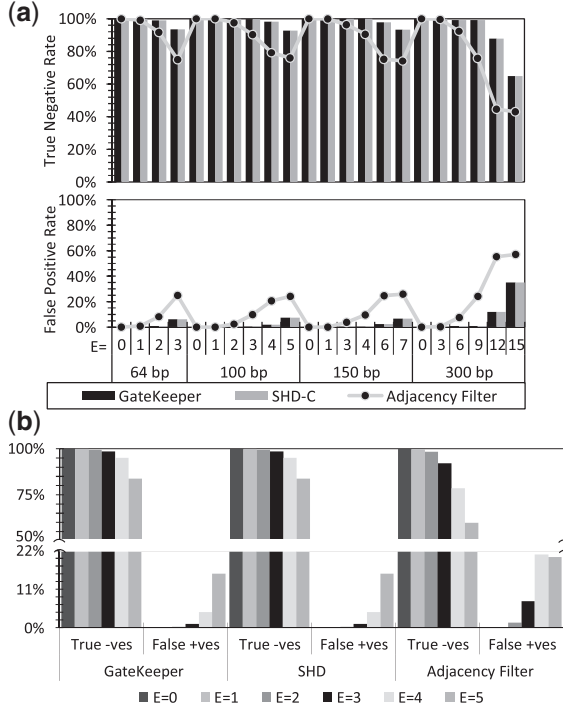 (a)
100%
80%
60%
40%
20%
0%
True Negative Rate
100%
80%
60%
40%
20%
0%
False Positive Rate
E= 0 1 2 3 0 1 2 3 4 5 0 1 3 4 6 7 0 3 6 9 12 15
64 bp 100 bp 150 bp 300 bp
GateKeeper SHD-C Adjacency Filter
(b)
100%
75%
50%
22%
11%
0%
True -ves False +ves True -ves False +ves True -ves False +ves
GateKeeper SHD Adjacency Filter
E=0 E=1 E=2 E=3 E=4 E=5